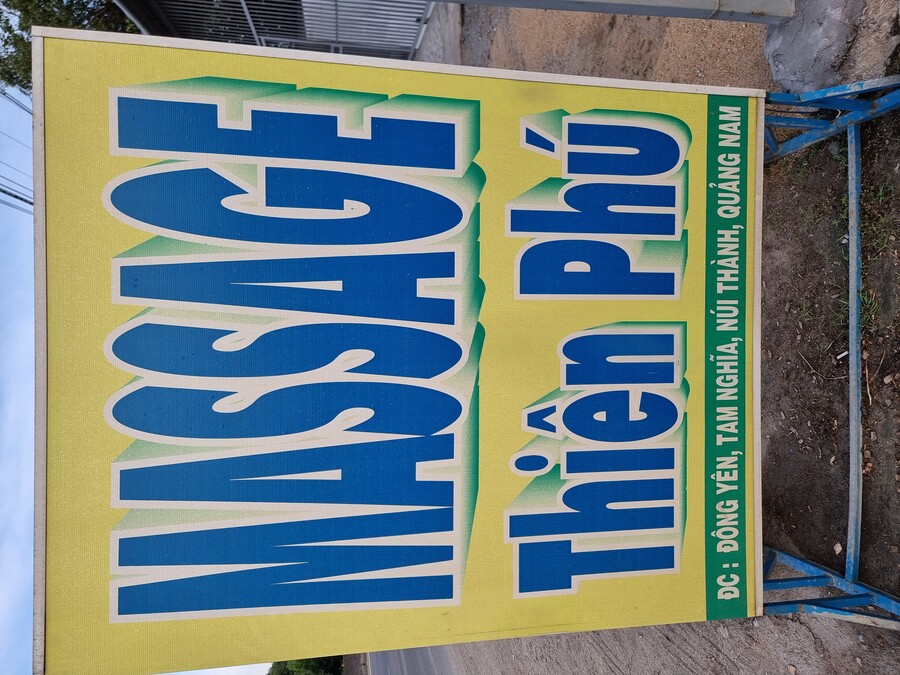 MASSAGE
Thiên Phú
ĐC : ĐÔNG YÊN, TAM NGHĨA, NÚI THÀNH, QUẢNG NAM